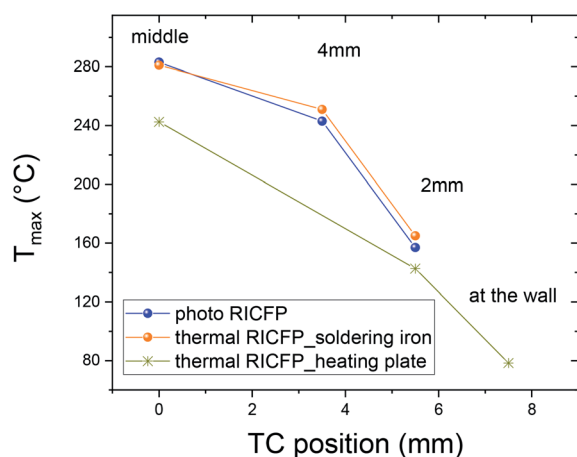 middle
4mm
280
240
200
2mm
160
at the wall
120
80
photo RICFP
thermal RICFP_soldering iron
thermal RICFP_heating plate
0
2
4
6
8
T_max (°C)
TC position (mm)